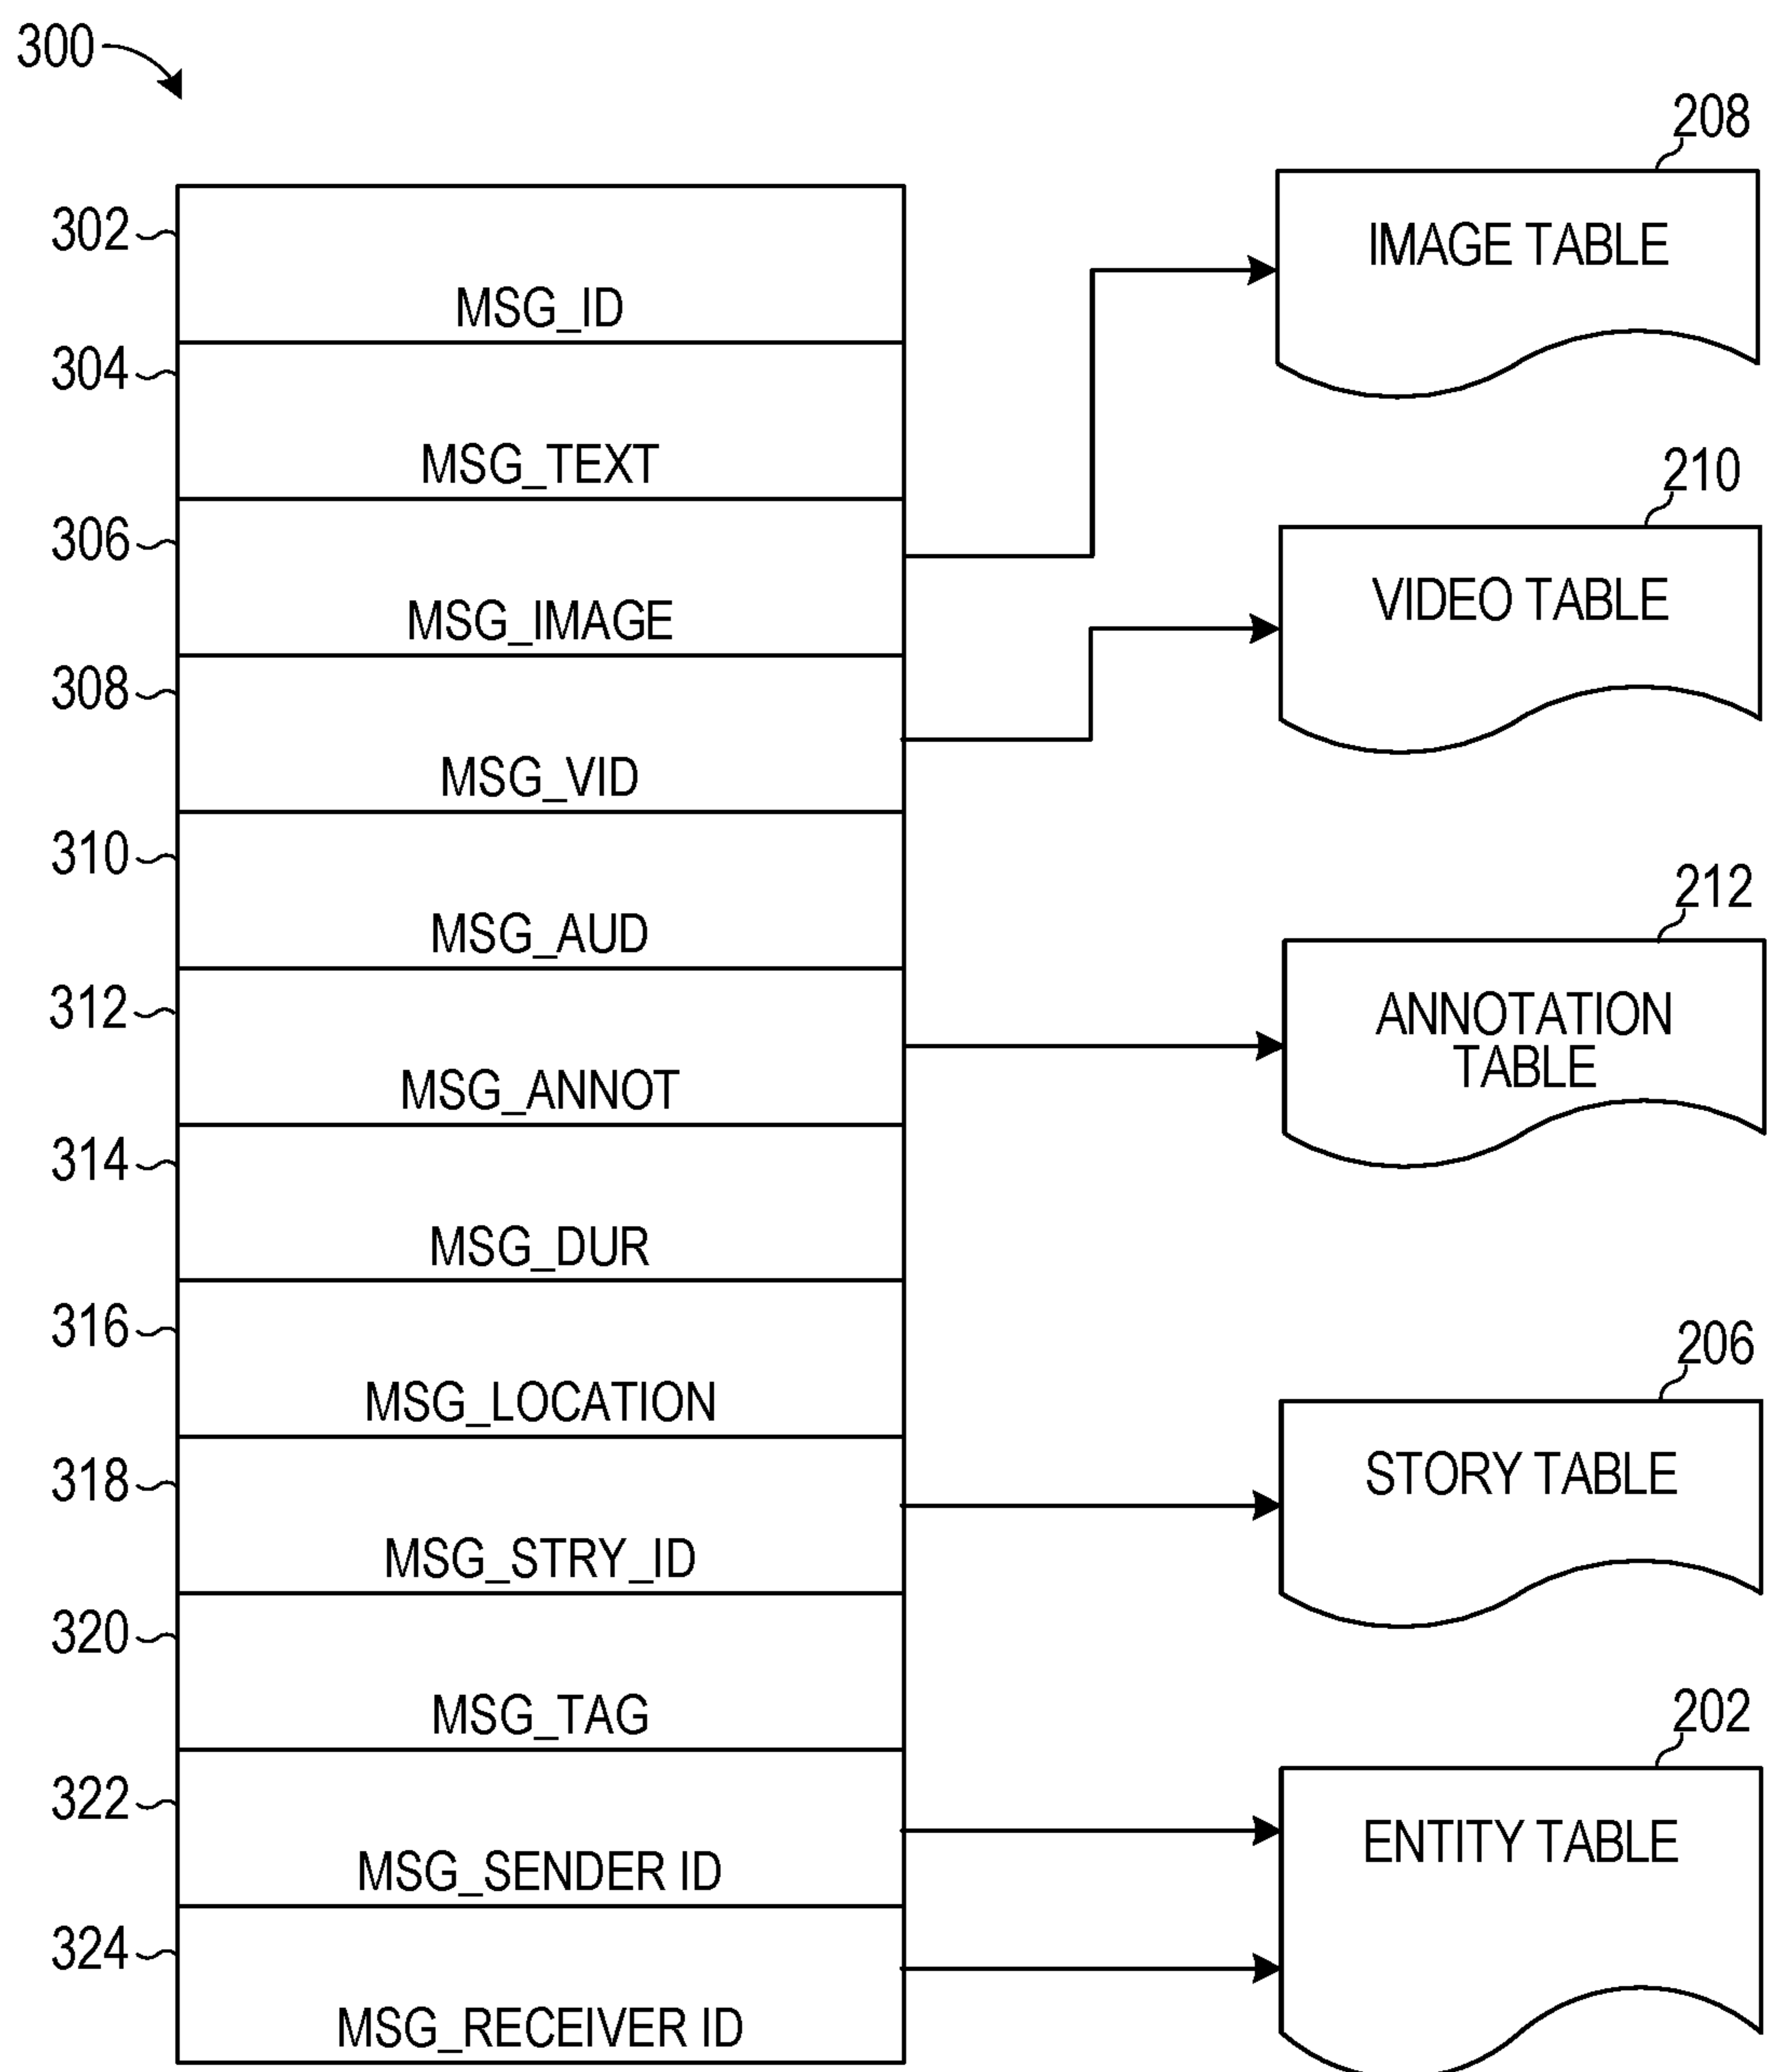 300
302
MSG_ID
304
MSG_TEXT
306
MSG_IMAGE
308
MSG_VID
310
MSG_AUD
312
MSG_ANNOT
314
MSG_DUR
316
MSG_LOCATION
318
MSG_STRY_ID
320
MSG_TAG
322
MSG_SENDER ID
324
MSG_RECEIVER ID
208
IMAGE TABLE
210
VIDEO TABLE
212
ANNOTATION
TABLE
206
STORY TABLE
202
ENTITY TABLE